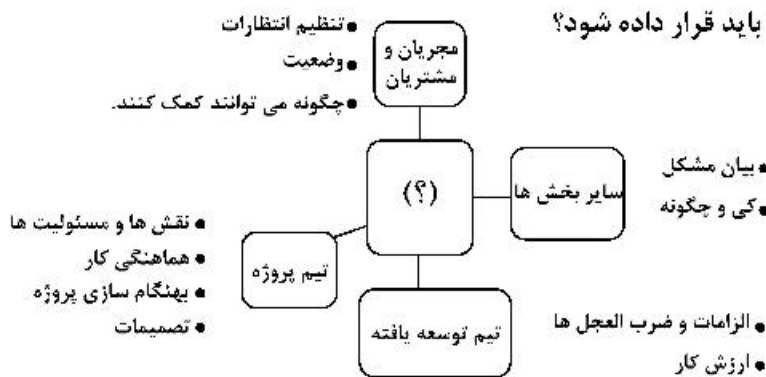 باید قرار داده شود؟
مجریان و
مشتریان
• تنظیم انتظارات
• وضعیت
• چگونه می توانند کمک کنند.
(؟)
سایر بخش ها
• بیان مشکل
• کی و چگونه
تیم پروژه
• نقش ها و مسئولیت ها
• هماهنگی کار
• بهنگام سازی پروژه
• تصمیمات
تیم توسعه یافته
• الزامات و ضرب العجل ها
• ارزش کار